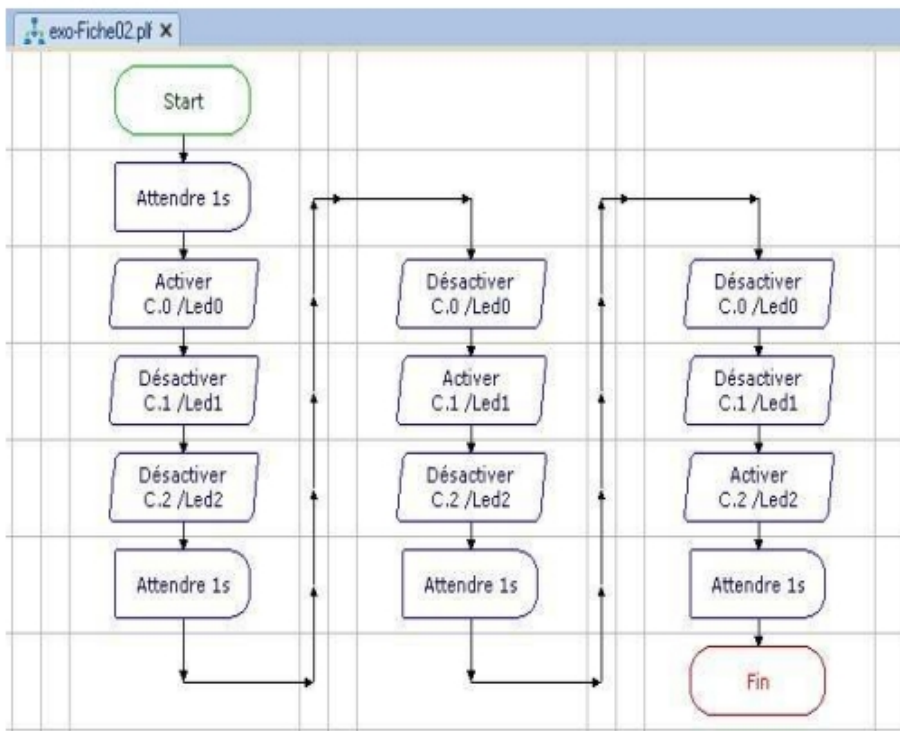 exo-Fiche02.plf X
Start
Attendre 1s
Activer
C.0 /Led0
Désactiver
C.1 /Led1
Désactiver
C.2 /Led2
Attendre 1s
Désactiver
C.0 /Led0
Activer
C.1 /Led1
Désactiver
C.2 /Led2
Attendre 1s
Désactiver
C.0 /Led0
Désactiver
C.1 /Led1
Activer
C.2 /Led2
Attendre 1s
Fin